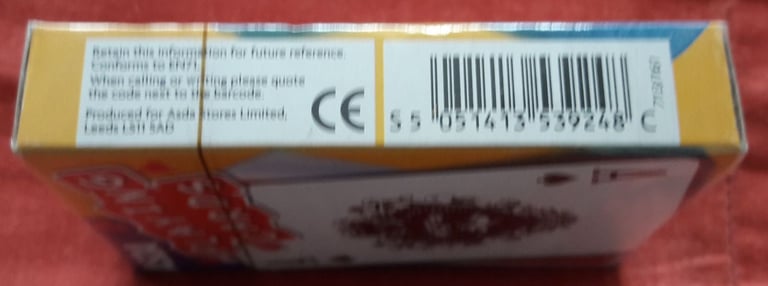 Retain this information for future reference.
Conforms to EN71.
When calling or writing please quote
the code next to the barcode.
Produced for Asda Stores Limited,
Leeds LS11 5AD
CE
5 051413 539248
PLAYING